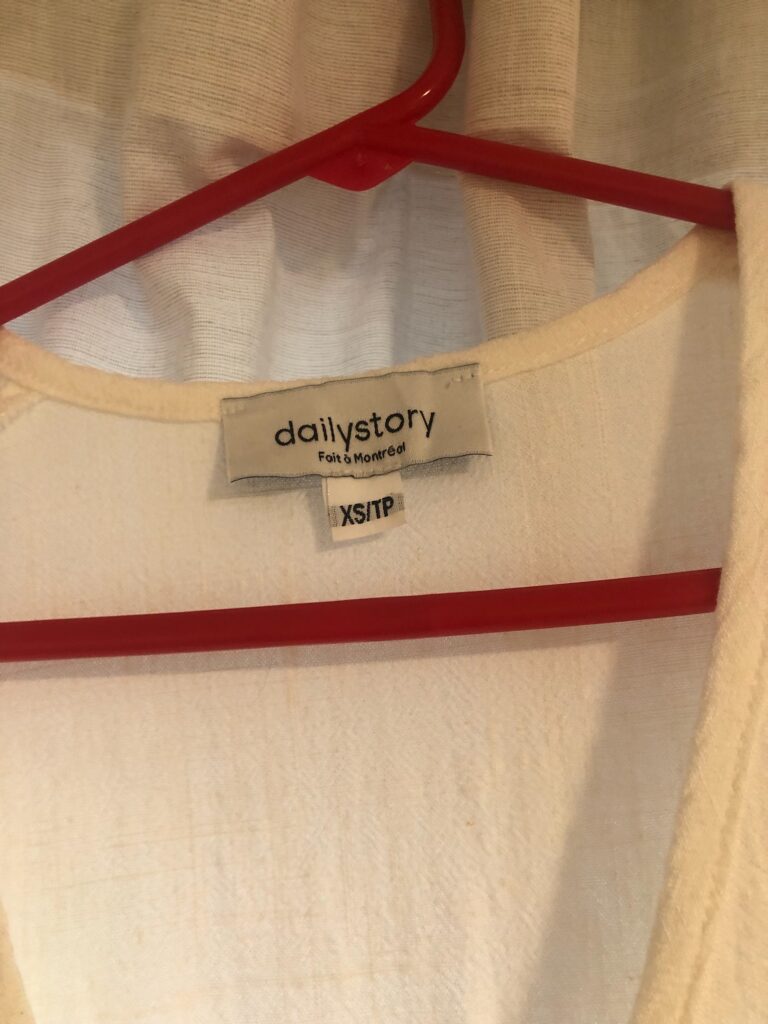 dailystory
Fait à Montréal
XS/TP